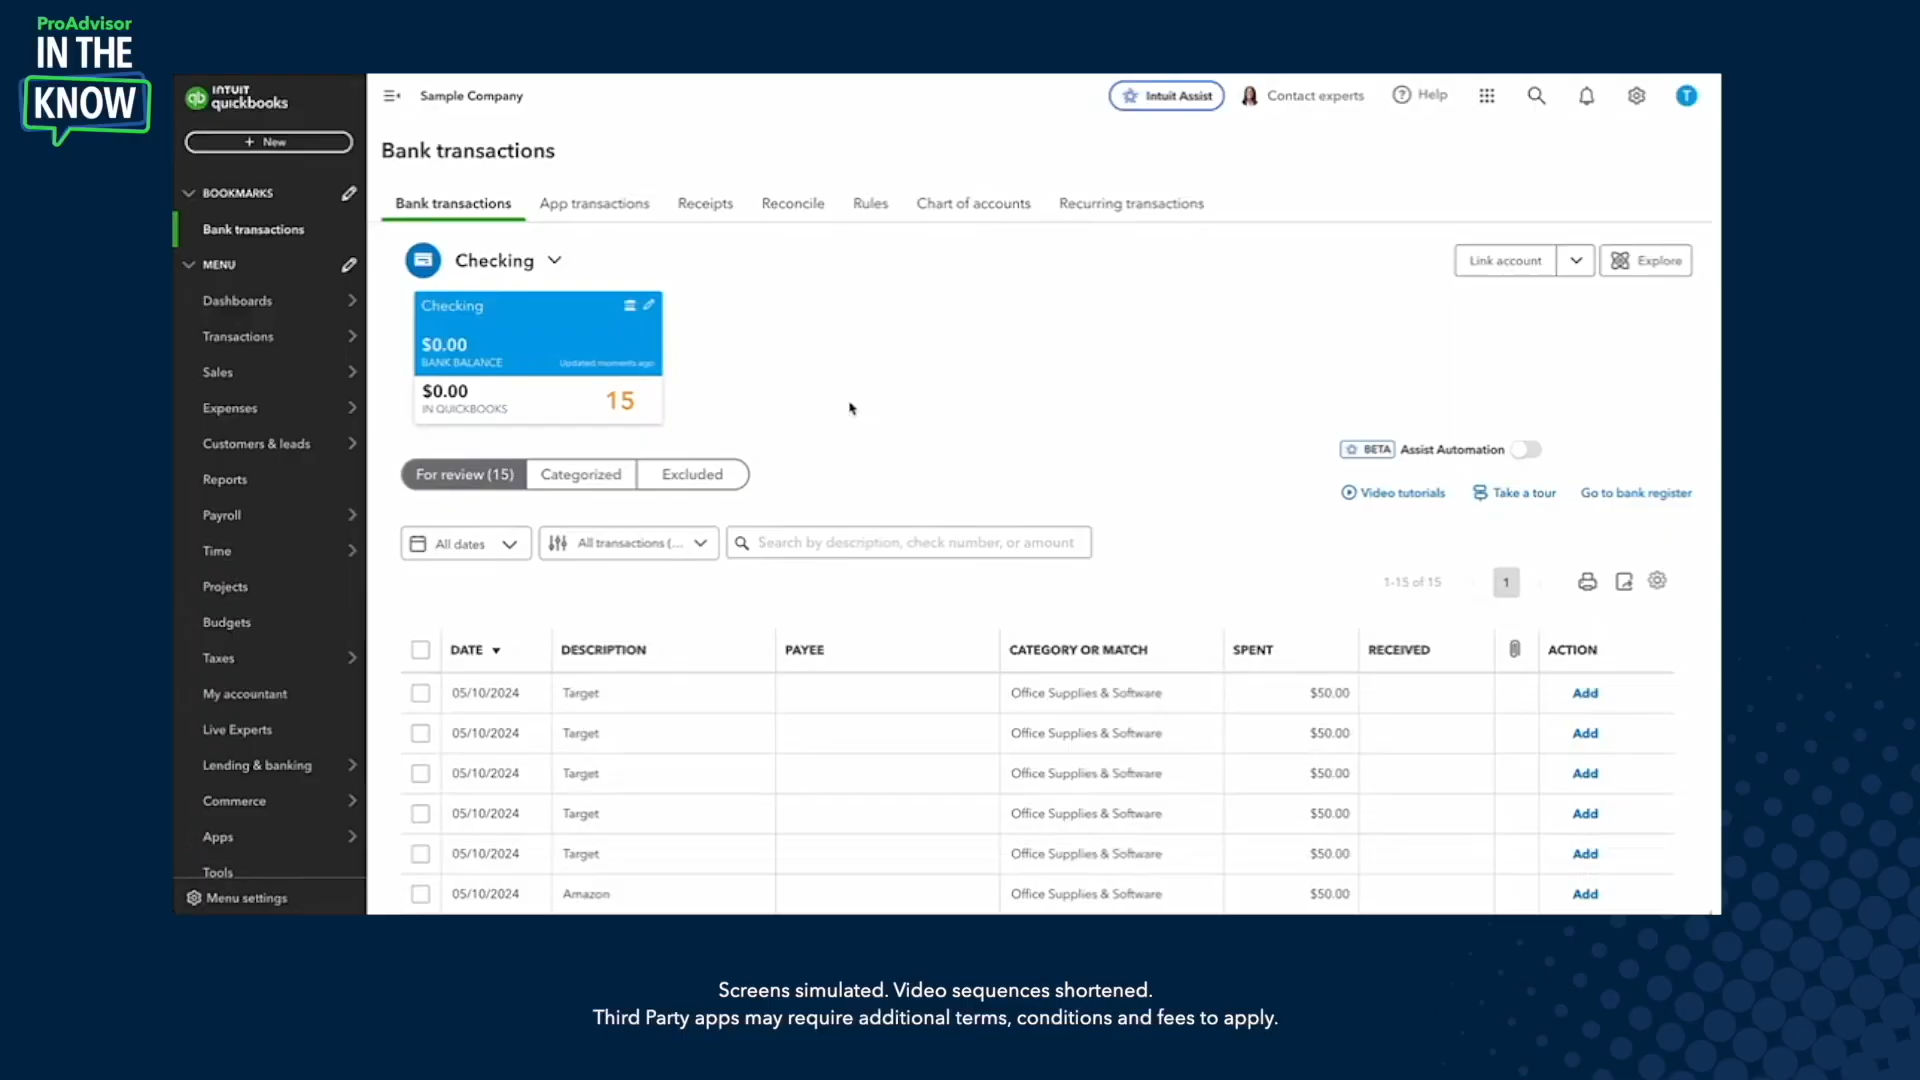 ProAdvisor
IN THE
KNOW
qb INTUIT quickbooks
Sample Company
Intuit Assist
Contact experts
? Help
T
+ New
Bank transactions
BOOKMARKS
Bank transactions
MENU
Dashboards
Transactions
Sales
Expenses
Customers & leads
Reports
Payroll
Time
Projects
Budgets
Taxes
My accountant
Live Experts
Lending & banking
Commerce
Apps
Tools
Menu settings
Bank transactions App transactions Receipts Reconcile Rules Chart of accounts Recurring transactions
Checking
Link account
Explore
Checking
$0.00
BANK BALANCE Updated moments ago
$0.00
IN QUICKBOOKS
15
BETA Assist Automation
For review (15) Categorized Excluded
Video tutorials Take a tour Go to bank register
All dates All transactions (... Search by description, check number, or amount
1-15 of 15 1
DATE DESCRIPTION PAYEE CATEGORY OR MATCH SPENT RECEIVED ACTION
05/10/2024 Target Office Supplies & Software $50.00 Add
05/10/2024 Target Office Supplies & Software $50.00 Add
05/10/2024 Target Office Supplies & Software $50.00 Add
05/10/2024 Target Office Supplies & Software $50.00 Add
05/10/2024 Target Office Supplies & Software $50.00 Add
05/10/2024 Amazon Office Supplies & Software $50.00 Add
Screens simulated. Video sequences shortened.
Third Party apps may require additional terms, conditions and fees to apply.